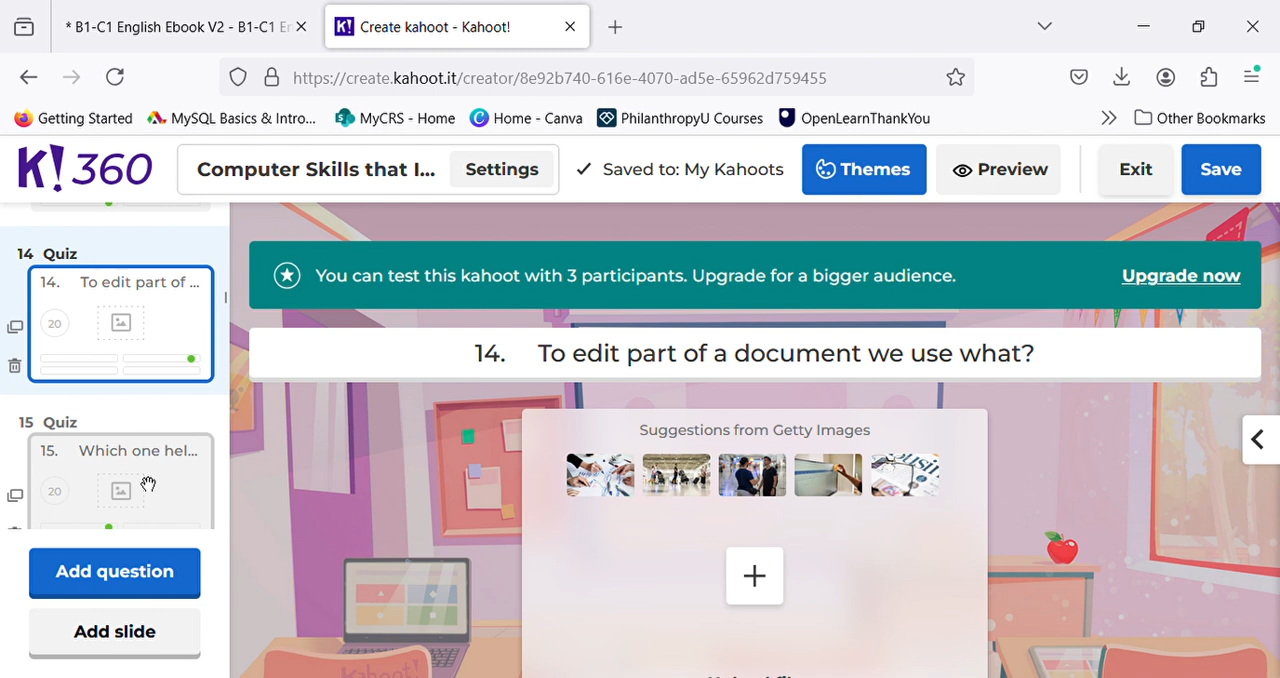 * B1-C1 English Ebook V2 - B1-C1 En
Create kahoot - Kahoot!
https://create.kahoot.it/creator/8e92b740-616e-4070-ad5e-65962d759455
Getting Started
MySQL Basics & Intro...
MyCRS - Home
Home - Canva
PhilanthropyU Courses
OpenLearnThankYou
Other Bookmarks
K!360
Computer Skills that I...
Settings
Saved to: My Kahoots
Themes
Preview
Exit
Save
14 Quiz
14. To edit part of ...
20
15 Quiz
15. Which one hel...
20
Add question
Add slide
You can test this kahoot with 3 participants. Upgrade for a bigger audience.
Upgrade now
14. To edit part of a document we use what?
Suggestions from Getty Images